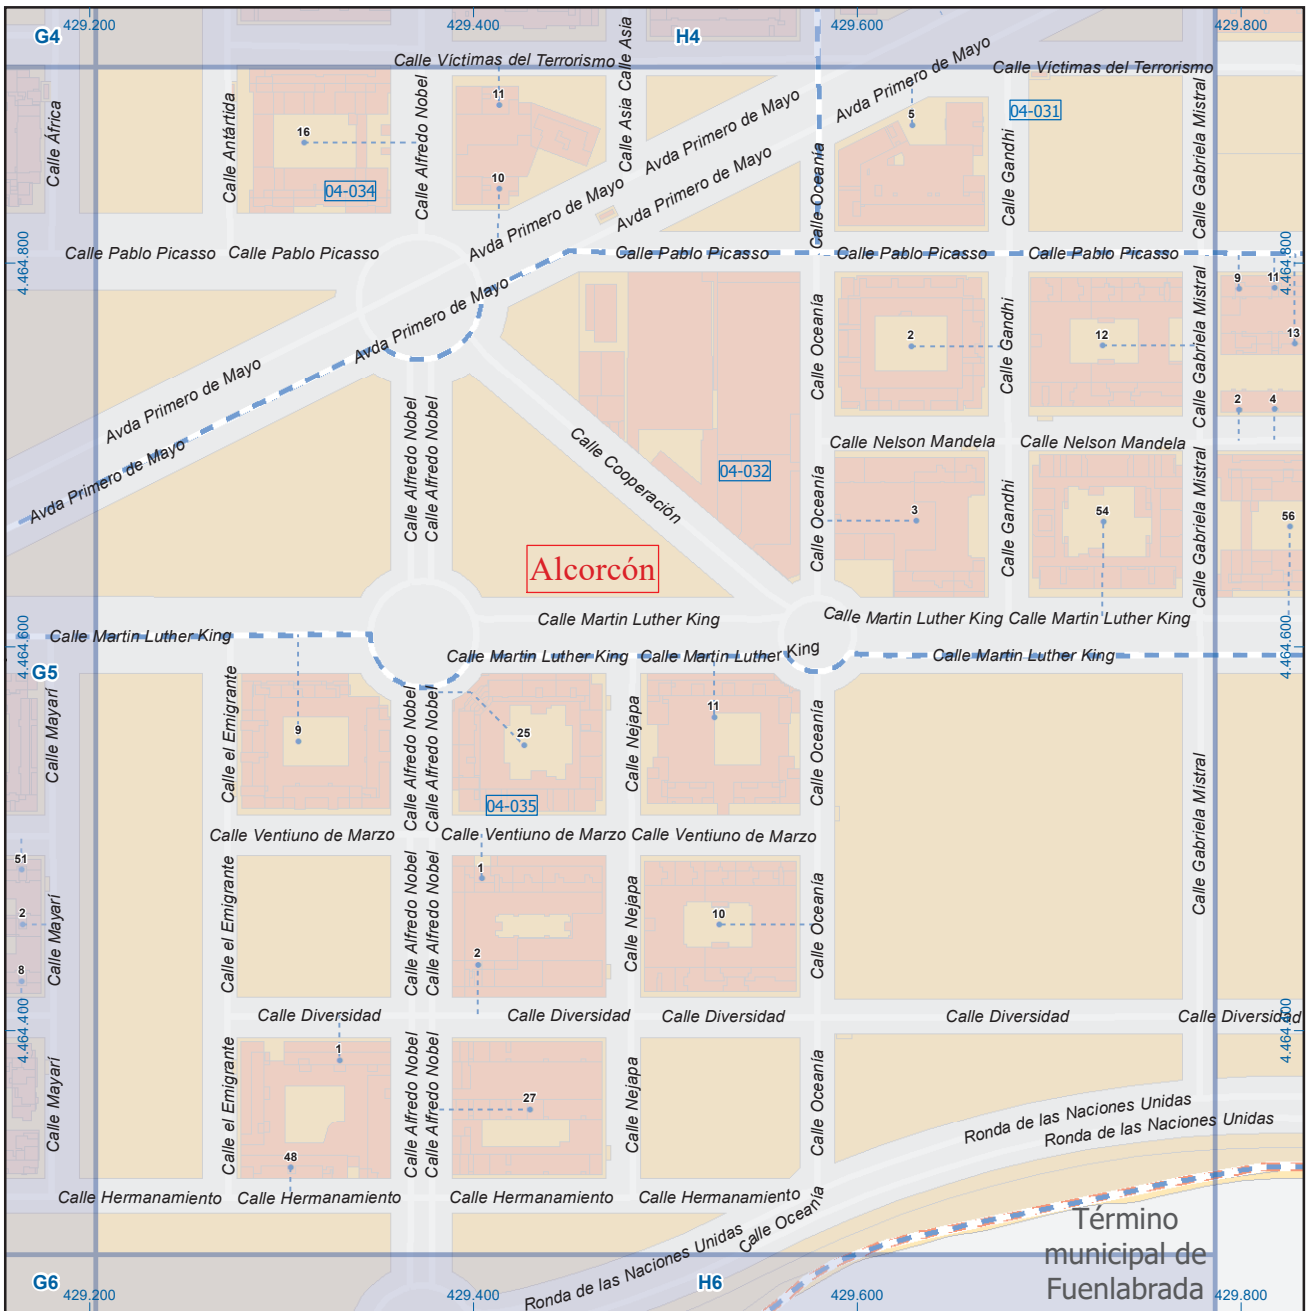 G4
429.200
429.400
H4
429.600
429.800
Calle Víctimas del Terrorismo
Calle Asia
Avda Primero de Mayo
Calle Víctimas del Terrorismo
Calle África
Calle Antártida
16
04-034
Calle Alfredo Nobel
11
10
Calle Asia
Avda Primero de Mayo
Avda Primero de Mayo
Avda Primero de Mayo
Avda Primero de Mayo
Calle Oceanía
5
04-031
Calle Gandhi
Calle Gabriela Mistral
4.464.800
Calle Pablo Picasso
Calle Pablo Picasso
Calle Pablo Picasso
Calle Pablo Picasso
Calle Pablo Picasso
4.464.800
Avda Primero de Mayo
Avda Primero de Mayo
Avda Primero de Mayo
Calle Oceanía
2
Calle Gandhi
12
Calle Gabriela Mistral
9
11
13
2
4
Calle Alfredo Nobel
Calle Alfredo Nobel
Calle Cooperación
04-032
Calle Nelson Mandela
Calle Nelson Mandela
Calle Oceanía
3
Calle Gandhi
54
Calle Gabriela Mistral
56
Alcorcón
4.464.600
Calle Martin Luther King
Calle Martin Luther King
Calle Martin Luther King
Calle Martin Luther King
Calle Martin Luther King
Calle Martin Luther King
Calle Martin Luther King
4.464.600
G5
Calle Mayarí
Calle el Emigrante
9
Calle Alfredo Nobel
Calle Alfredo Nobel
25
04-035
Calle Nejapa
11
Calle Oceanía
Calle Gabriela Mistral
Calle Ventiuno de Marzo
Calle Ventiuno de Marzo
Calle Ventiuno de Marzo
51
2
8
Calle Mayarí
Calle el Emigrante
Calle Alfredo Nobel
Calle Alfredo Nobel
1
2
Calle Nejapa
10
Calle Oceanía
4.464.400
Calle Diversidad
Calle Diversidad
Calle Diversidad
Calle Diversidad
Calle Diversidad
4.464.400
Calle Mayarí
Calle el Emigrante
1
48
Calle Alfredo Nobel
Calle Alfredo Nobel
27
Calle Nejapa
Calle Oceanía
Ronda de las Naciones Unidas
Ronda de las Naciones Unidas
Calle Hermanamiento
Calle Hermanamiento
Calle Hermanamiento
Calle Hermanamiento
Calle Oceanía
Ronda de las Naciones Unidas
Término
municipal de
Fuenlabrada
G6
429.200
429.400
H6
429.600
429.800